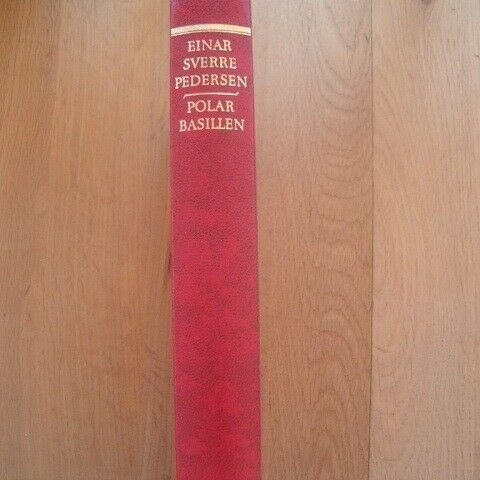 EINAR
SVERRE
PEDERSEN
POLAR
BASILLEN